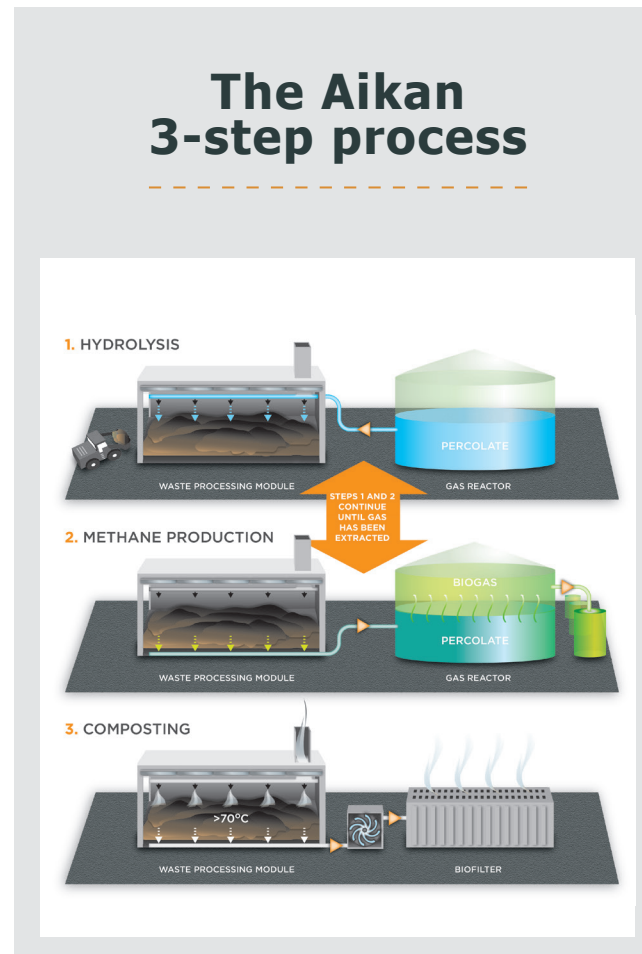 The Aikan
3-step process
1. HYDROLYSIS
PERCOLATE
WASTE PROCESSING MODULE
GAS REACTOR
STEPS 1 AND 2
CONTINUE
UNTIL GAS
HAS BEEN
EXTRACTED
2. METHANE PRODUCTION
BIOGAS
PERCOLATE
WASTE PROCESSING MODULE
GAS REACTOR
3. COMPOSTING
>70°C
WASTE PROCESSING MODULE
BIOFILTER